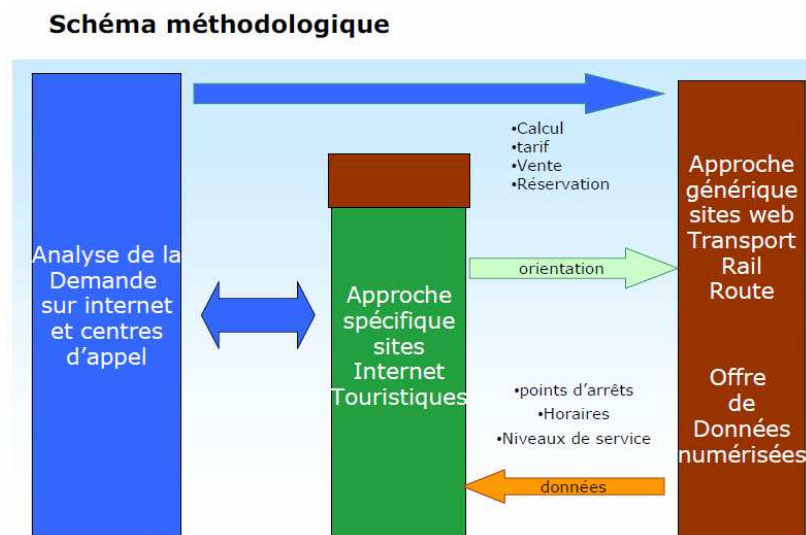 Schéma méthodologique
Analyse de la
Demande
sur internet
et centres
d'appel
•Calcul
•tarif
•Vente
•Réservation
Approche
spécifique
sites
Internet
Touristiques
orientation
•points d'arrêts
•Horaires
•Niveaux de service
données
Approche
générique
sites web
Transport
Rail
Route
Offre
de
Données
numérisées